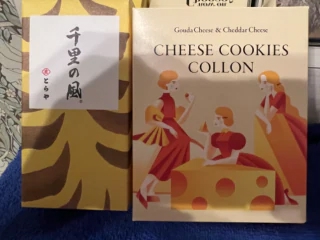 千里の風
とらや
Gouda Cheese & Cheddar Cheese
CHEESE COOKIES
COLLON